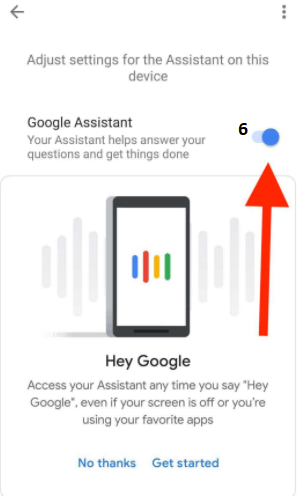 Adjust settings for the Assistant on this
device
Google Assistant
6
Your Assistant helps answer your
questions and get things done
Hey Google
Access your Assistant any time you say "Hey
Google", even if your screen is off or you're
using your favorite apps
No thanks Get started